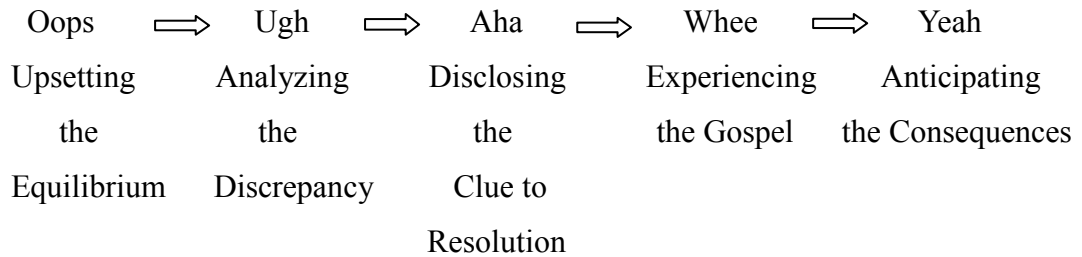 Oops ⇨ Ugh ⇨ Aha ⇨ Whee ⇨ Yeah
Upsetting Analyzing Disclosing Experiencing Anticipating
the the the the Gospel the Consequences
Equilibrium Discrepancy Clue to
Resolution